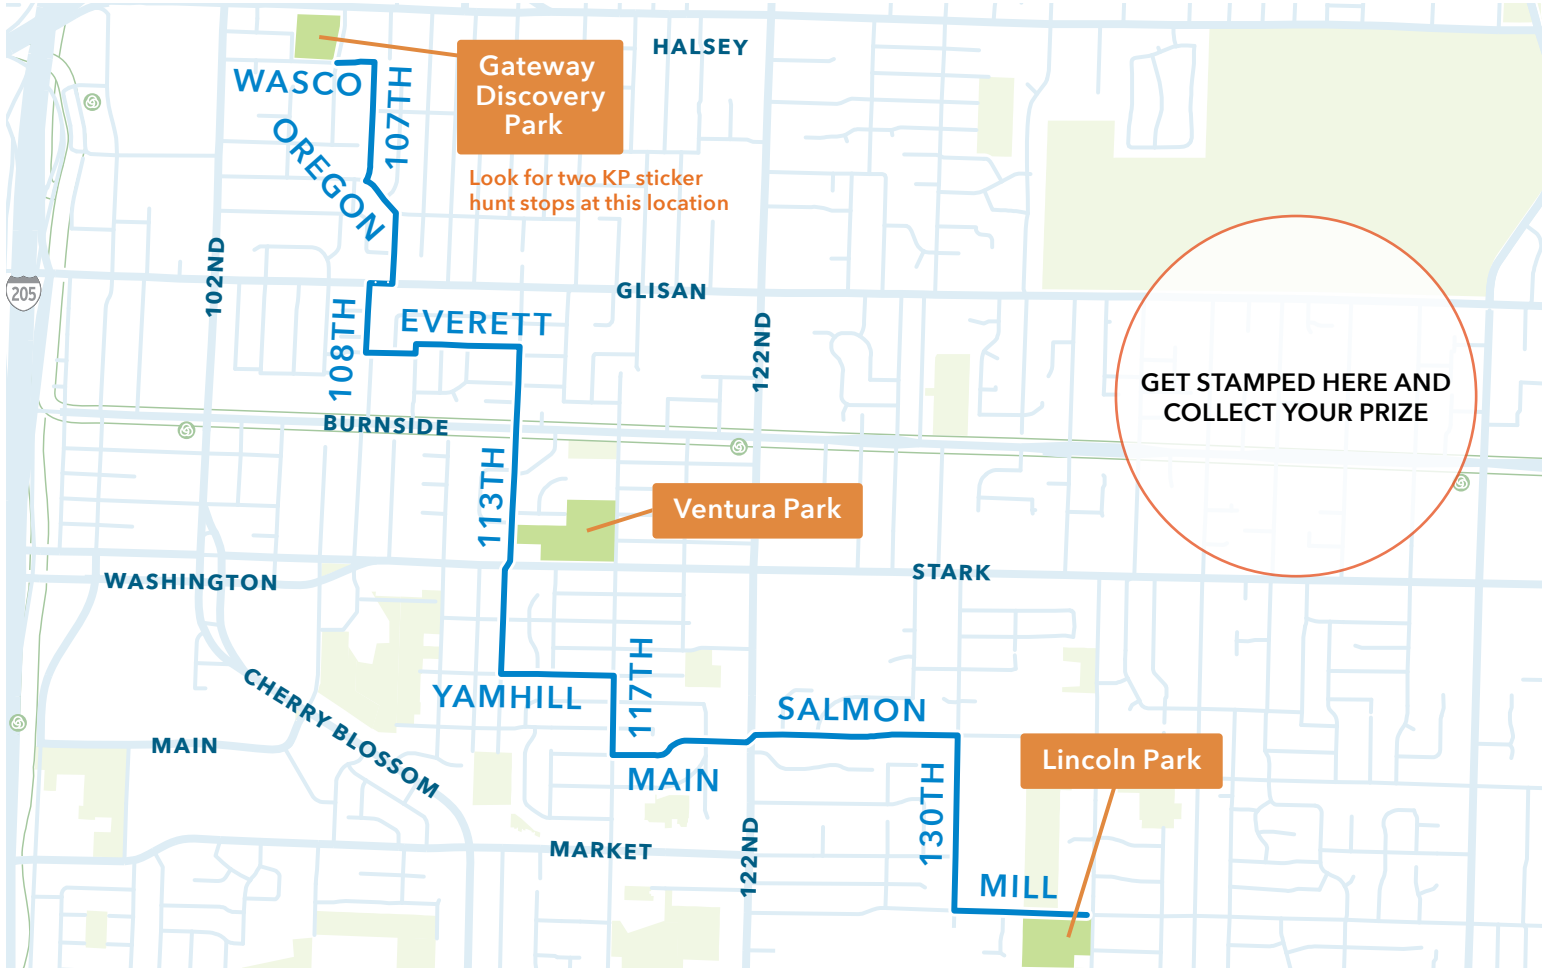 HALSEY
WASCO
Gateway
Discovery
Park
107TH
OREGON
Look for two KP sticker
hunt stops at this location
102ND
205
GLISAN
108TH
EVERETT
122ND
GET STAMPED HERE AND
COLLECT YOUR PRIZE
BURNSIDE
113TH
Ventura Park
WASHINGTON
STARK
CHERRY BLOSSOM
YAMHILL
117TH
SALMON
MAIN
MAIN
Lincoln Park
130TH
MARKET
122ND
MILL